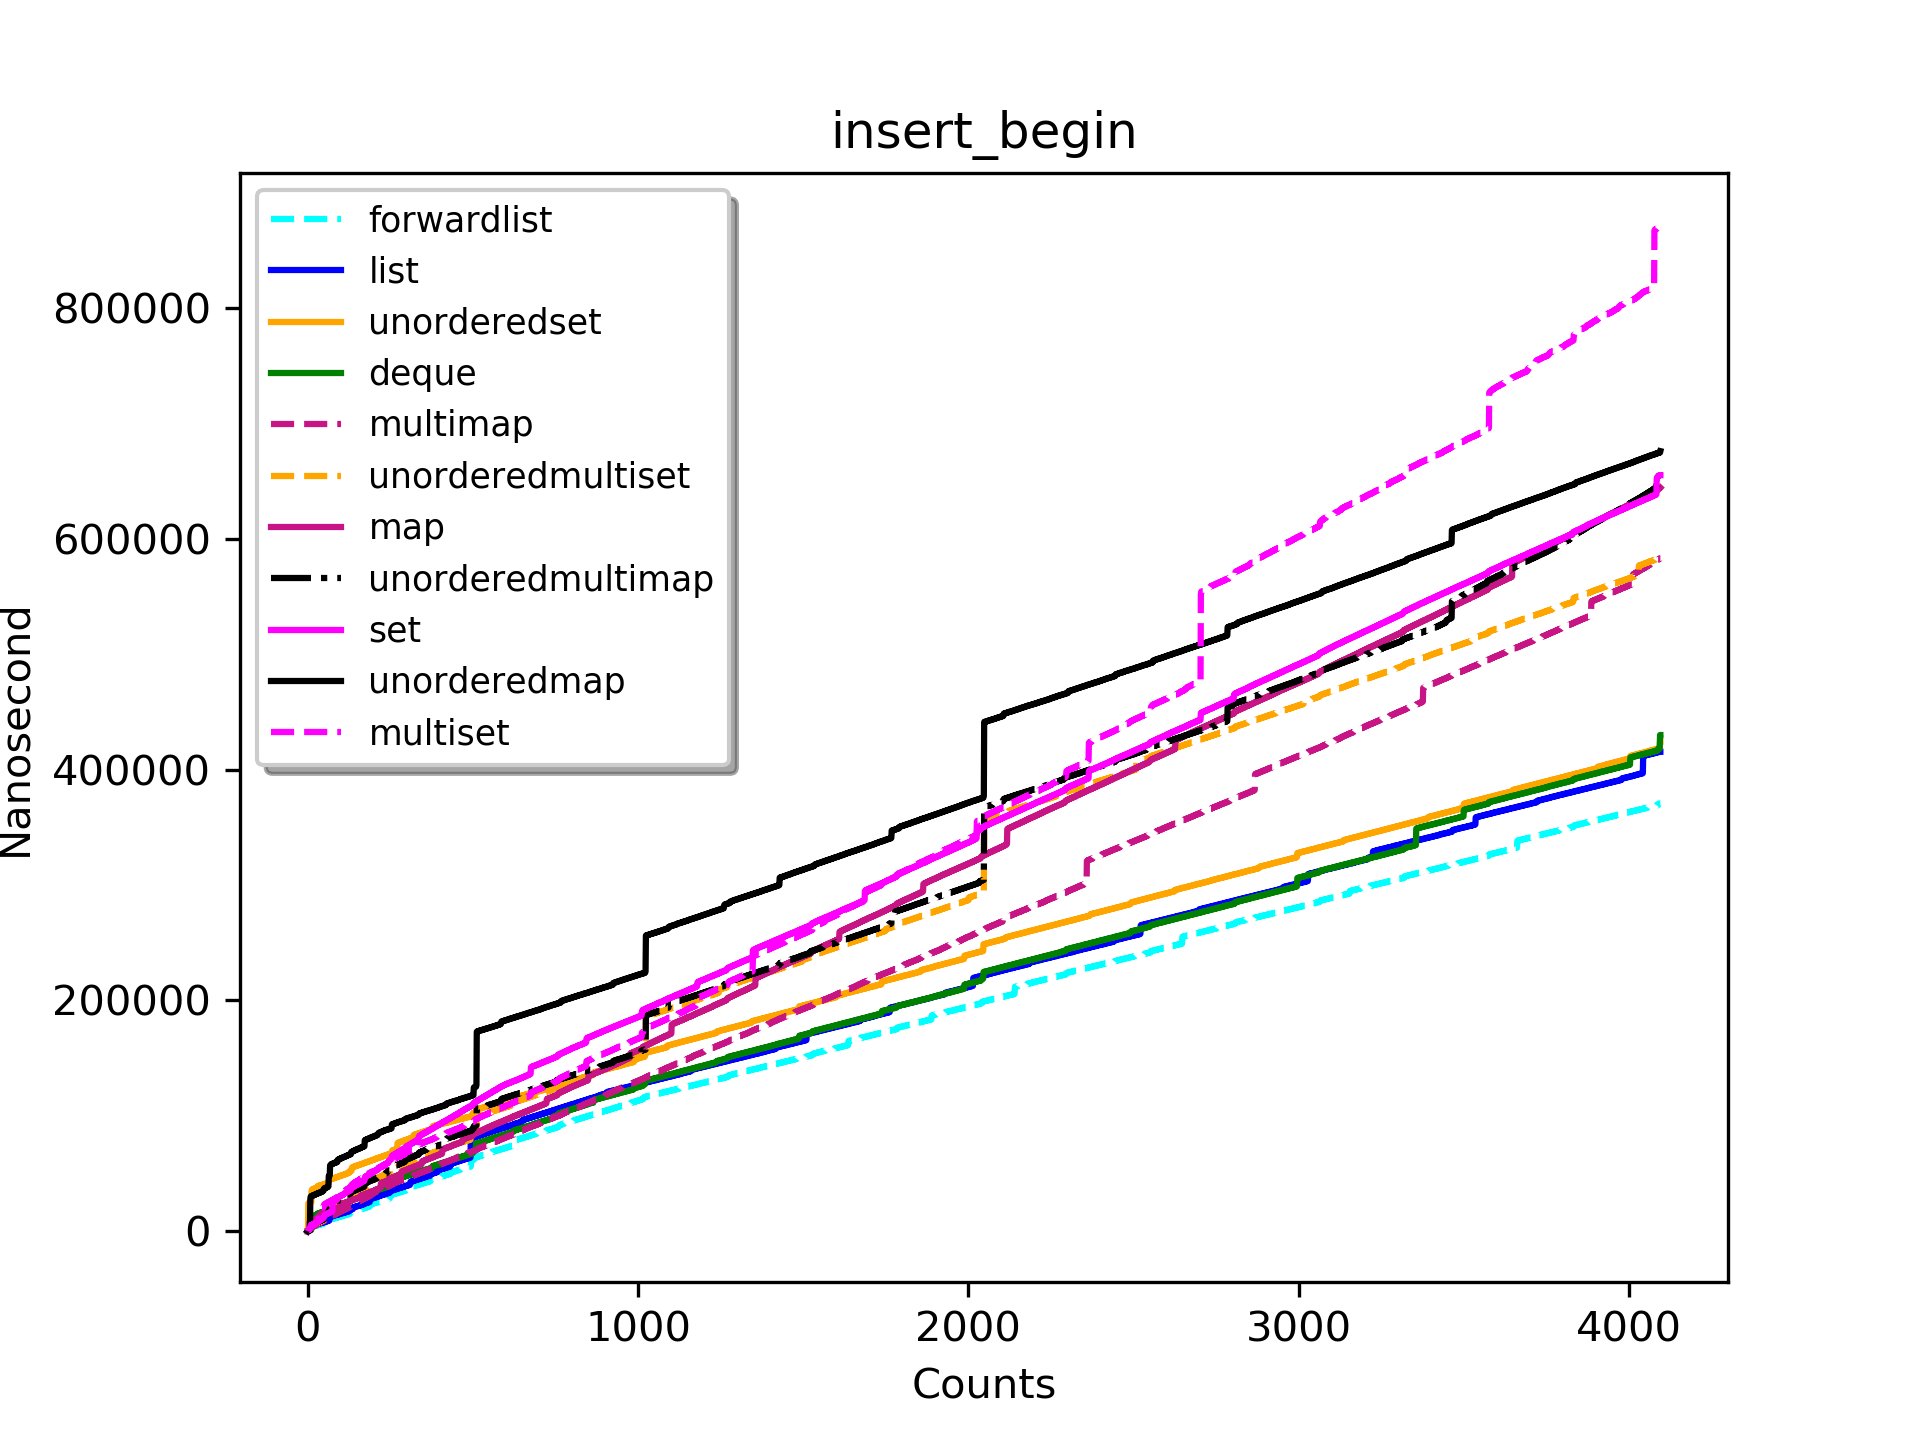 insert_begin
forwardlist
list
unorderedset
deque
multimap
unorderedmultiset
map
unorderedmultimap
set
unorderedmap
multiset
800000
600000
400000
200000
0
Nanosecond
0 1000 2000 3000 4000
Counts